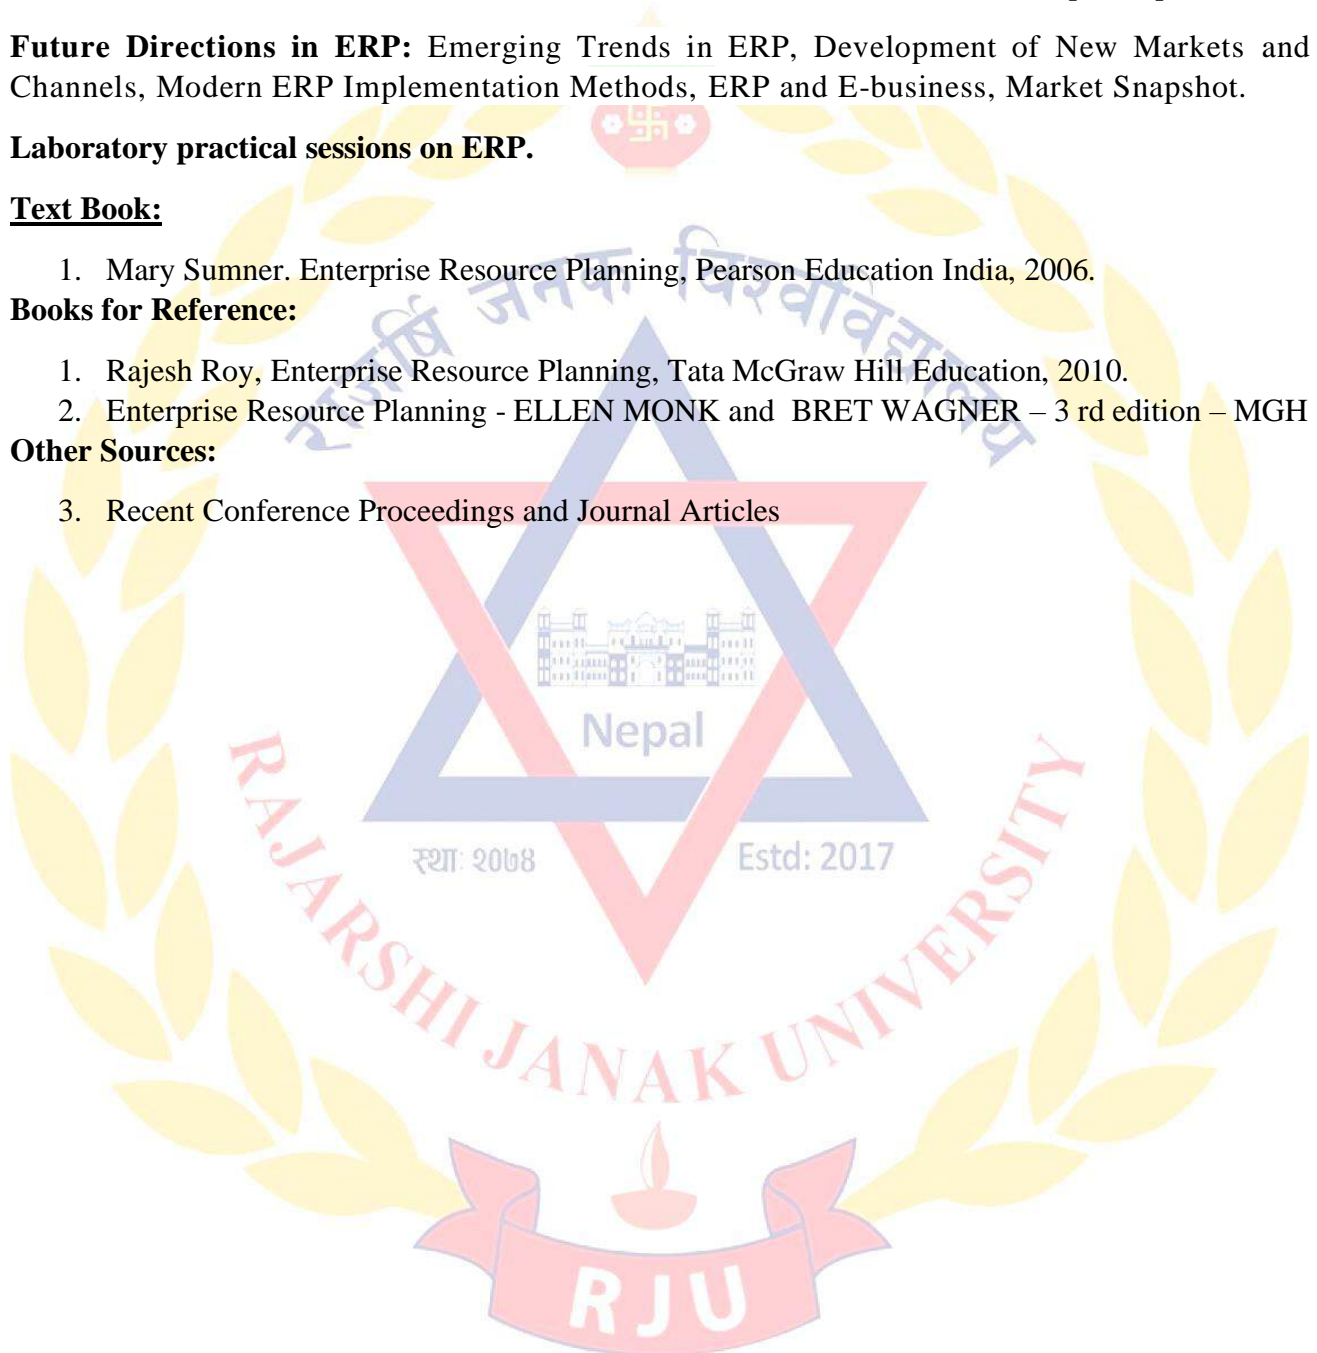 Future Directions in ERP: Emerging Trends in ERP, Development of New Markets and
Channels, Modern ERP Implementation Methods, ERP and E-business, Market Snapshot.
Laboratory practical sessions on ERP.
Text Book:
1. Mary Sumner. Enterprise Resource Planning, Pearson Education India, 2006.
Books for Reference:
1. Rajesh Roy, Enterprise Resource Planning, Tata McGraw Hill Education, 2010.
2. Enterprise Resource Planning - ELLEN MONK and BRET WAGNER – 3 rd edition – MGH
Other Sources:
3. Recent Conference Proceedings and Journal Articles
राजर्षि जनक विश्वविद्यालय
Nepal
स्था: २०७४
Estd: 2017
RAJARSHI JANAK UNIVERSITY
RJU